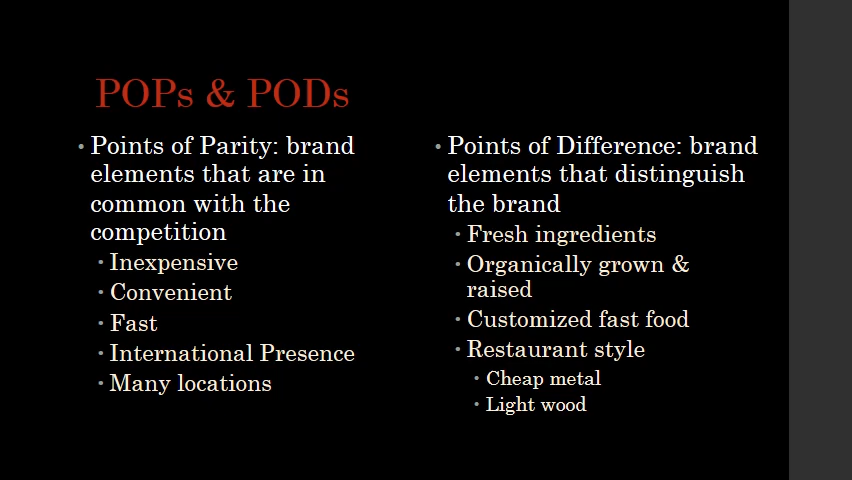 POPs & PODs
• Points of Parity: brand
elements that are in
common with the
competition
• Inexpensive
• Convenient
• Fast
• International Presence
• Many locations
• Points of Difference: brand
elements that distinguish
the brand
• Fresh ingredients
• Organically grown &
raised
• Customized fast food
• Restaurant style
• Cheap metal
• Light wood